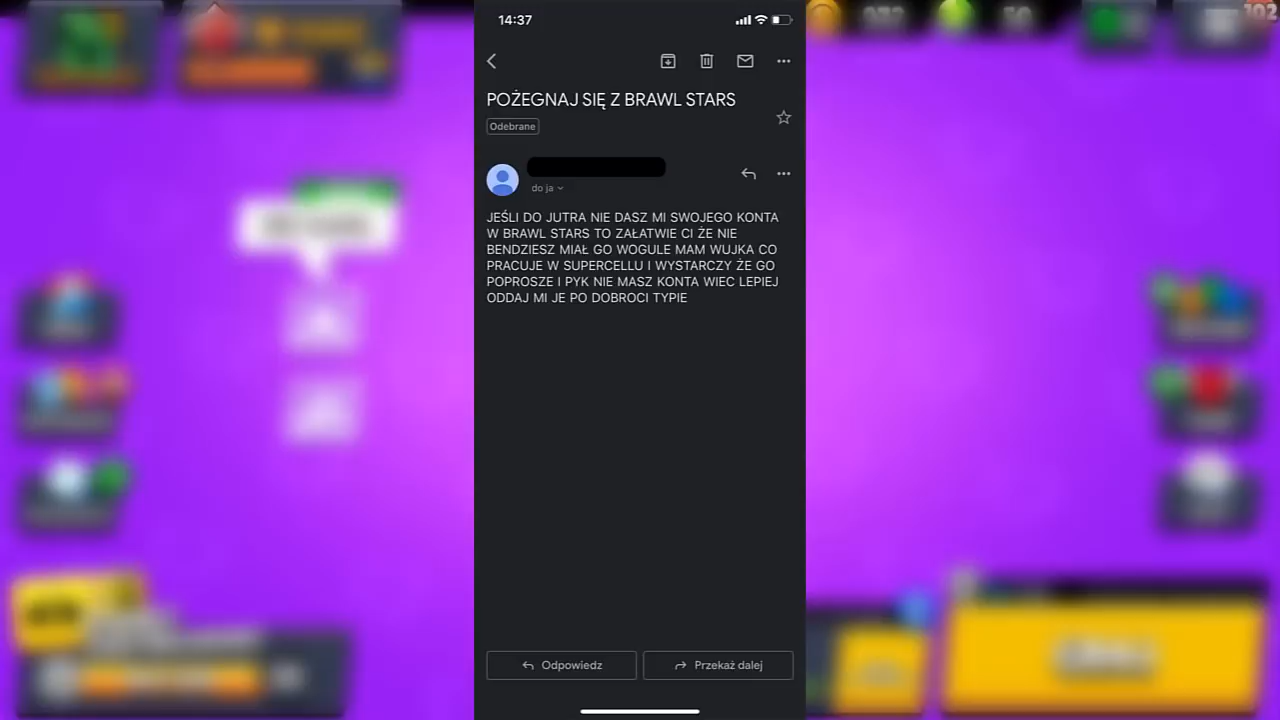 14:37
POŻEGNAJ SIĘ Z BRAWL STARS
Odebrane
do ja
JEŚLI DO JUTRA NIE DASZ MI SWOJEGO KONTA
W BRAWL STARS TO ZAŁATWIE CI ŻE NIE
BENDZIESZ MIAŁ GO WOGULE MAM WUJKA CO
PRACUJE W SUPERCELLU I WYSTARCZY ŻE GO
POPROSZE I PYK NIE MASZ KONTA WIEC LEPIEJ
ODDAJ MI JE PO DOBROCI TYPIE
Odpowiedz
Przekaż dalej